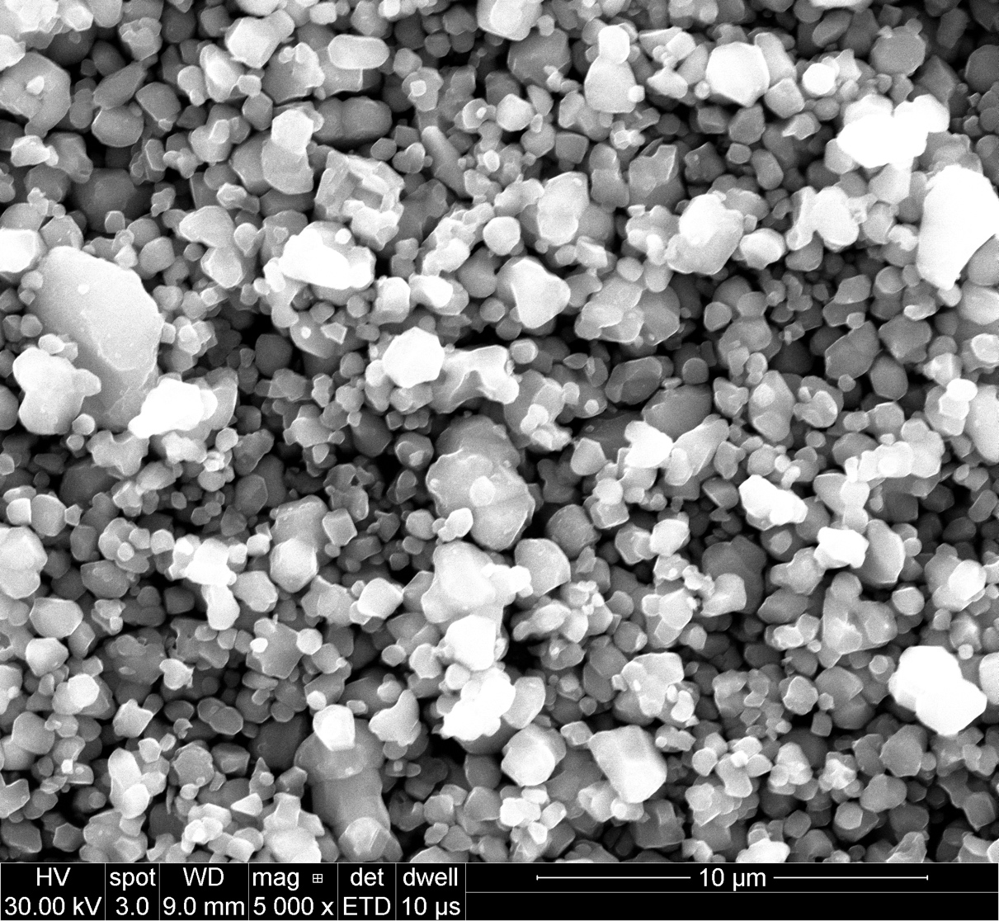 HV spot WD mag ⊞ det dwell
30.00 kV 3.0 9.0 mm 5 000 x ETD 10 µs
10 µm